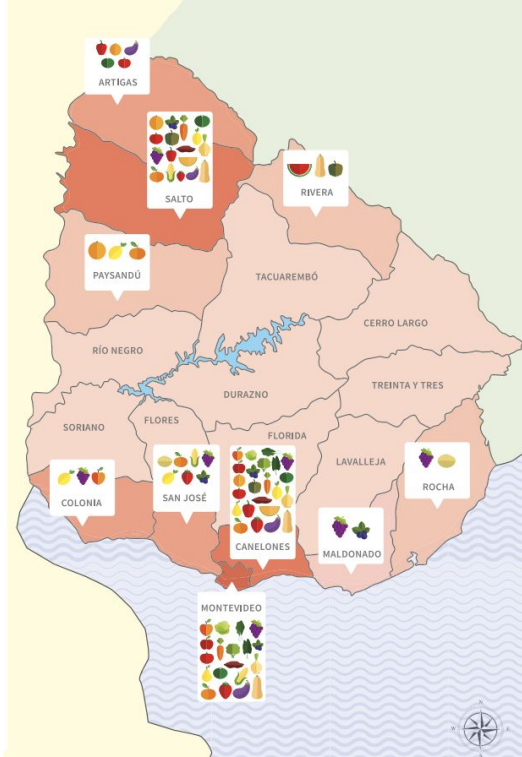 ARTIGAS
SALTO
RIVERA
PAYSANDÚ
TACUAREMBÓ
CERRO LARGO
RÍO NEGRO
DURAZNO
TREINTA Y TRES
SORIANO
FLORES
FLORIDA
LAVALLEJA
COLONIA
SAN JOSÉ
ROCHA
CANELONES
MALDONADO
MONTEVIDEO